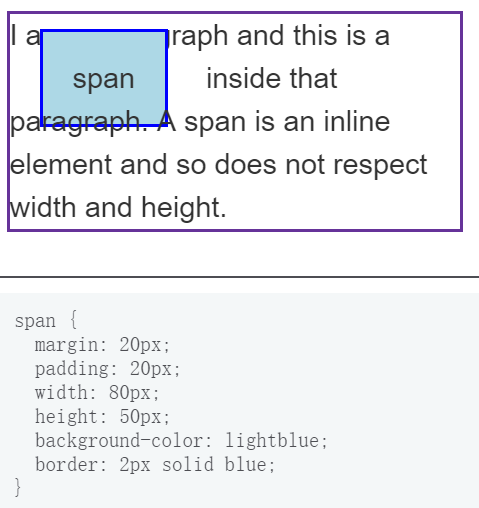 I a raph and this is a
span inside that
paragraph. A span is an inline
element and so does not respect
width and height.
span {
margin: 20px;
padding: 20px;
width: 80px;
height: 50px;
background-color: lightblue;
border: 2px solid blue;
}